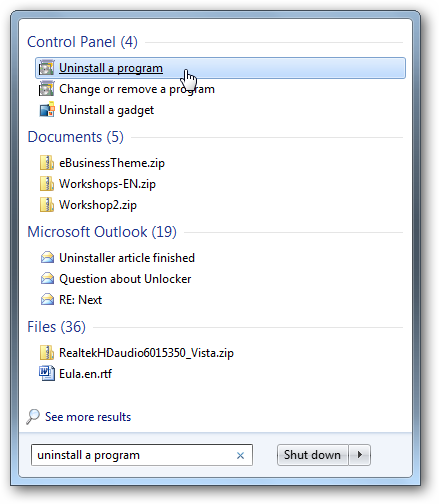 Control Panel (4)
Uninstall a program
Change or remove a program
Uninstall a gadget
Documents (5)
eBusinessTheme.zip
Workshops-EN.zip
Workshop2.zip
Microsoft Outlook (19)
Uninstaller article finished
Question about Unlocker
RE: Next
Files (36)
RealtekHDaudio6015350_Vista.zip
Eula.en.rtf
See more results
uninstall a program
Shut down